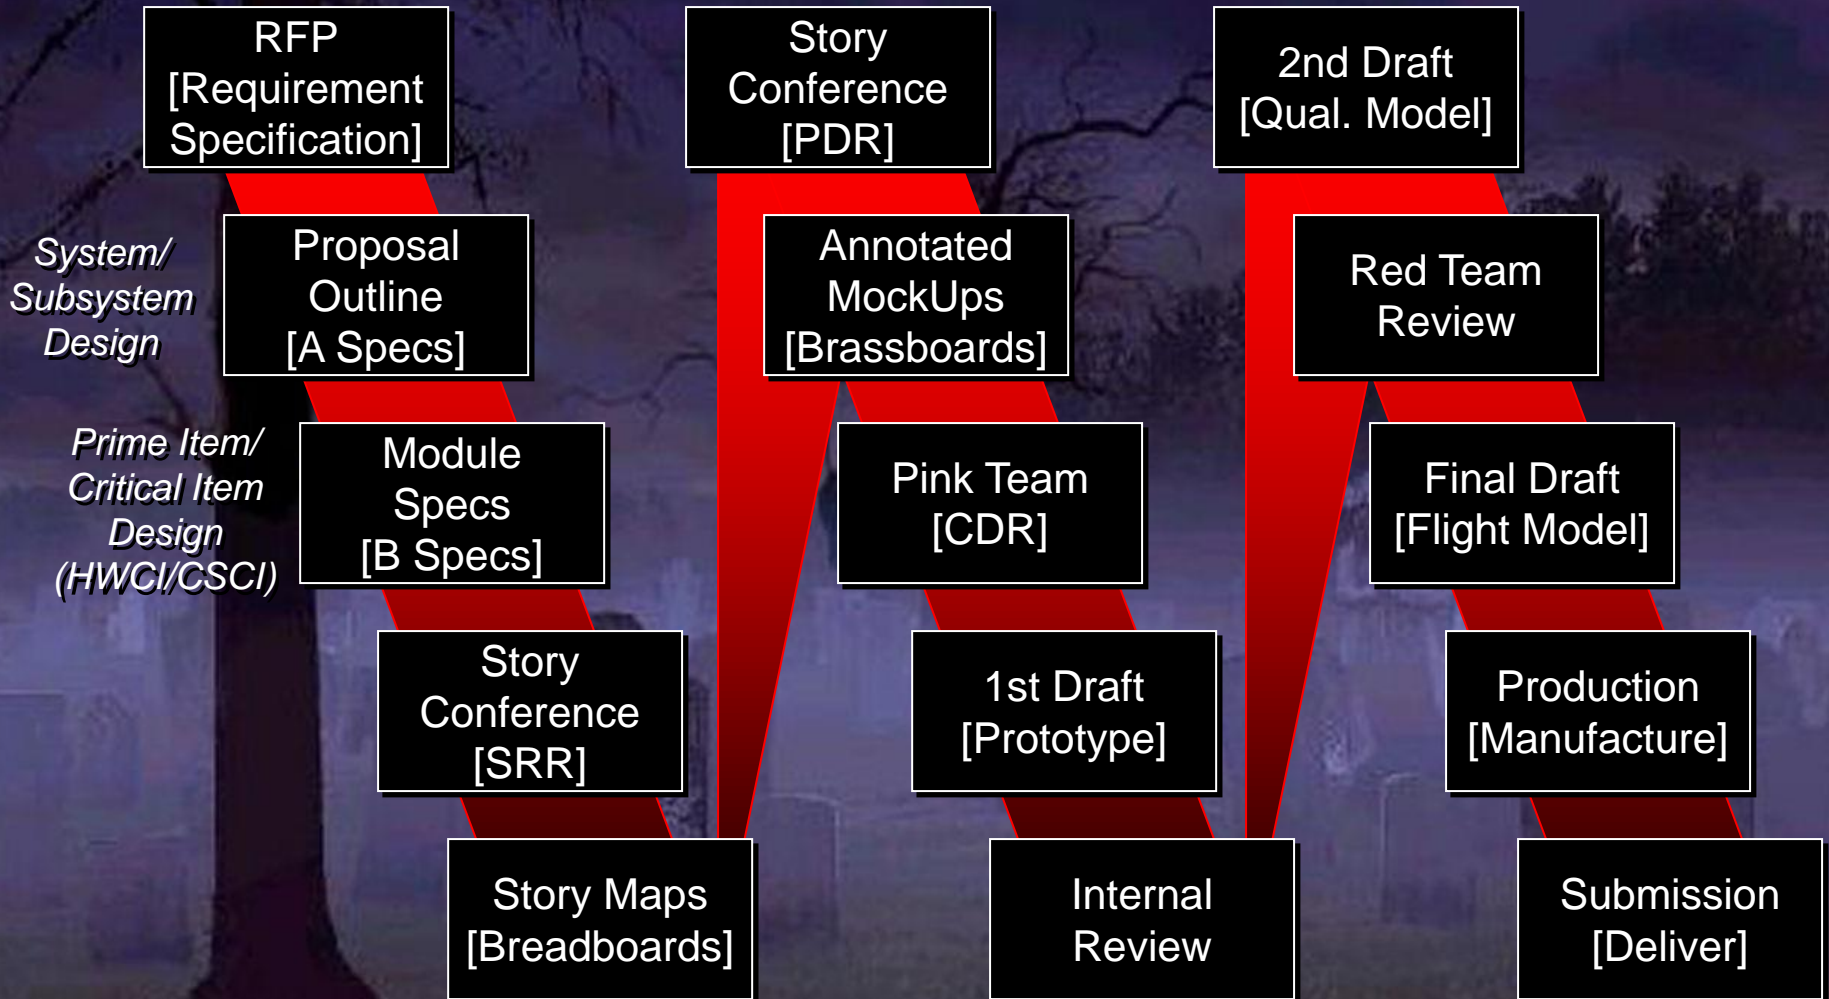 RFP
[Requirement
Specification]
System/
Subsystem
Design
Proposal
Outline
[A Specs]
Prime Item/
Critical Item
Design
(HWCI/CSCI)
Module
Specs
[B Specs]
Story
Conference
[SRR]
Story Maps
[Breadboards]
Story
Conference
[PDR]
Annotated
MockUps
[Brassboards]
Pink Team
[CDR]
1st Draft
[Prototype]
Internal
Review
2nd Draft
[Qual. Model]
Red Team
Review
Final Draft
[Flight Model]
Production
[Manufacture]
Submission
[Deliver]